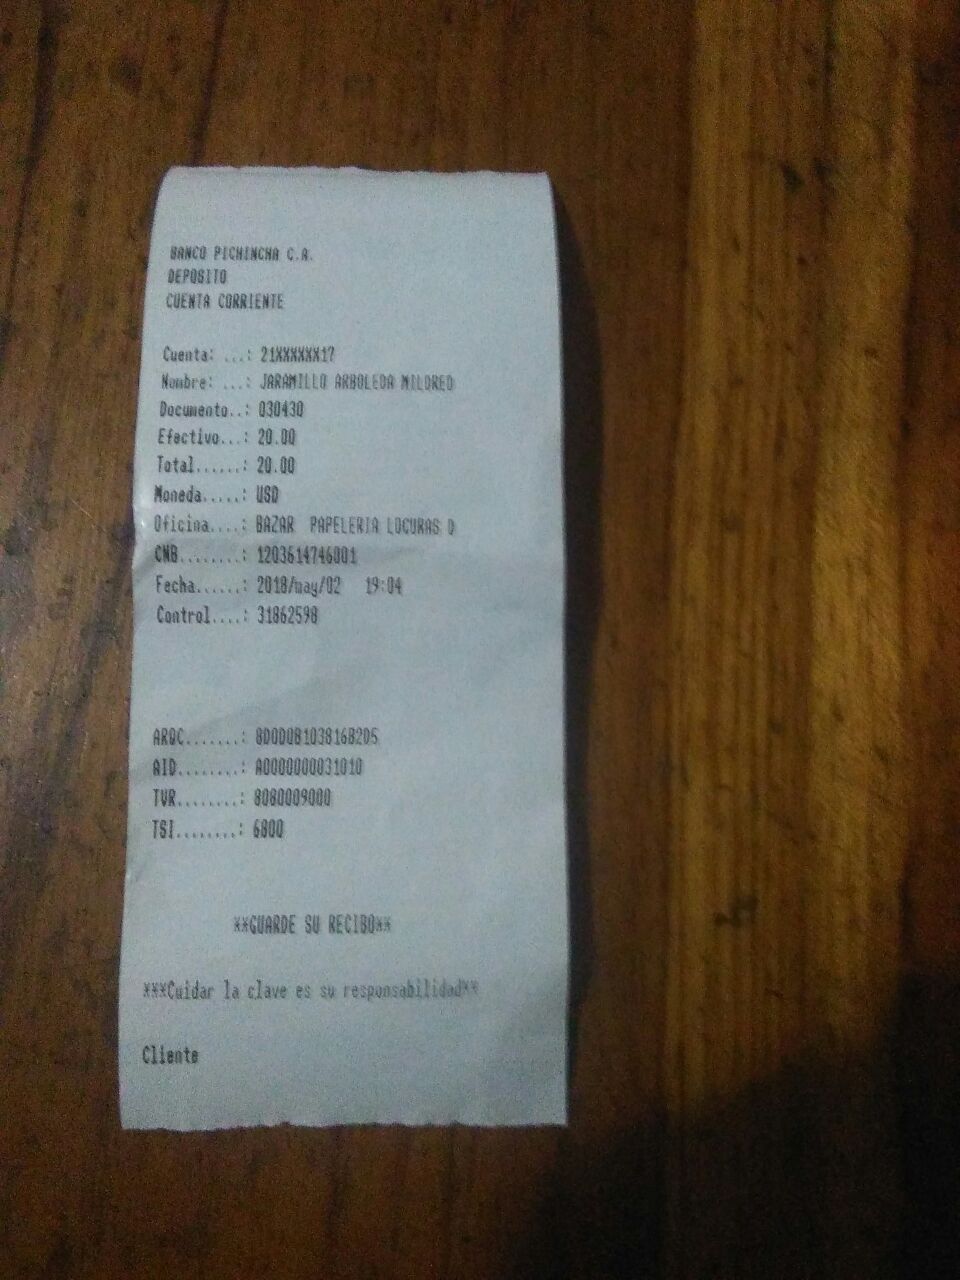 BANCO PICHINCHA C.A.
DEPOSITO
CUENTA CORRIENTE
Cuenta: ...: 21XXXXXX17
Nombre: ...: JARAMILLO ARBOLEDA MILDRED
Documento..: 030430
Efectivo...: 20.00
Total......: 20.00
Moneda.....: USD
Oficina....: BAZAR PAPELERIA LOCURAS D
CNB........: 1203614746001
Fecha......: 2018/may/02 19:04
Control....: 31862598
ARQC.......: 8D0D0B103816B2D5
AID........: A0000000031010
TVR........: 8080009000
TSI........: 6800
**GUARDE SU RECIBO**
***Cuidar la clave es su responsabilidad**
Cliente